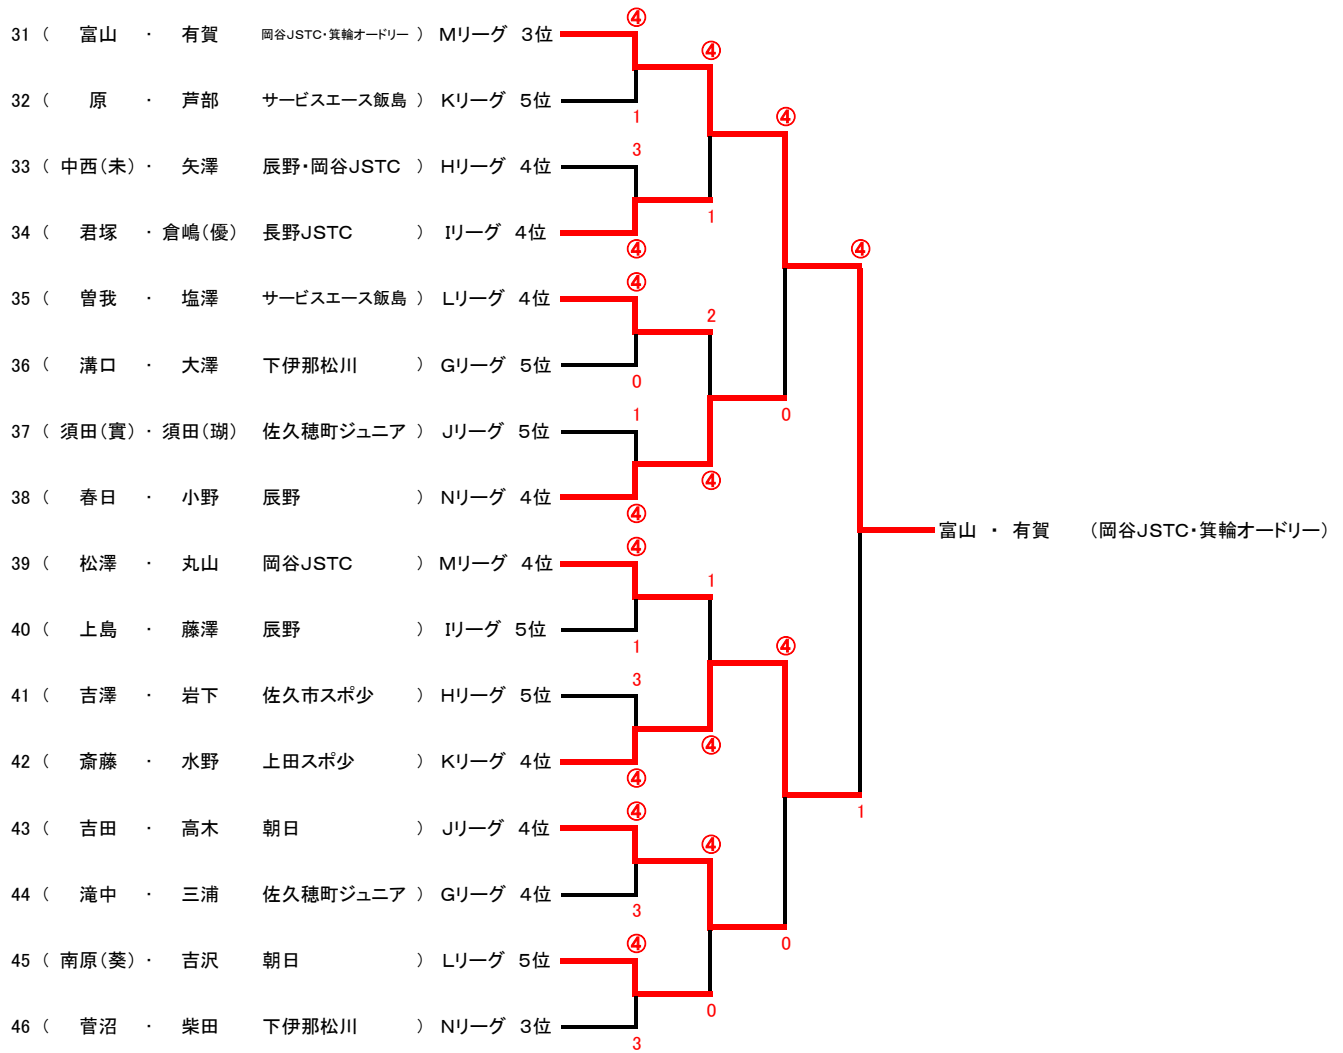 ④
31 ( 富山 ・ 有賀 岡谷JSTC・箕輪オードリー ) Mリーグ 3位
④
32 ( 原 ・ 芦部 サービスエース飯島 ) Kリーグ 5位
1
④
3
33 ( 中西(未) ・ 矢澤 辰野・岡谷JSTC ) Hリーグ 4位
1
34 ( 君塚 ・ 倉嶋(優) 長野JSTC ) Iリーグ 4位
④
④
④
35 ( 曽我 ・ 塩澤 サービスエース飯島 ) Lリーグ 4位
2
36 ( 溝口 ・ 大澤 下伊那松川 ) Gリーグ 5位
0
1
0
37 ( 須田(實) ・ 須田(瑚) 佐久穂町ジュニア ) Jリーグ 5位
④
38 ( 春日 ・ 小野 辰野 ) Nリーグ 4位
④
富山 ・ 有賀 (岡谷JSTC・箕輪オードリー)
④
39 ( 松澤 ・ 丸山 岡谷JSTC ) Mリーグ 4位
1
40 ( 上島 ・ 藤澤 辰野 ) Iリーグ 5位
1
④
3
41 ( 吉澤 ・ 岩下 佐久市スポ少 ) Hリーグ 5位
④
42 ( 斎藤 ・ 水野 上田スポ少 ) Kリーグ 4位
④
④
1
43 ( 吉田 ・ 高木 朝日 ) Jリーグ 4位
④
44 ( 滝中 ・ 三浦 佐久穂町ジュニア ) Gリーグ 4位
3
④
0
45 ( 南原(葵) ・ 吉沢 朝日 ) Lリーグ 5位
0
46 ( 菅沼 ・ 柴田 下伊那松川 ) Nリーグ 3位
3